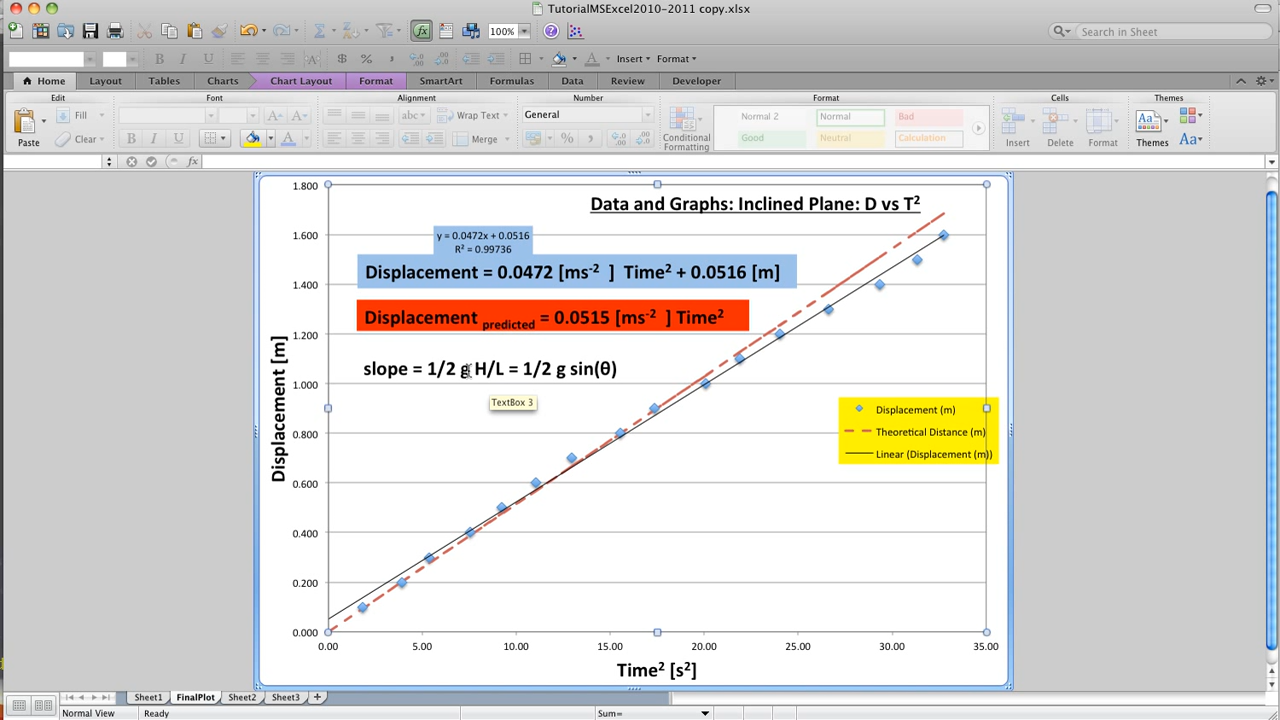 TutorialMSExcel2010-2011 copy.xlsx
100%
Search in Sheet
Insert
Format
Home Layout Tables Charts Chart Layout Format SmartArt Formulas Data Review Developer
Edit Font Alignment Number Format Cells Themes
Paste
Fill
Clear
B I U
abc
Wrap Text
Merge
General
Conditional Formatting
Normal 2 Normal Bad
Good Neutral Calculation
Insert Delete Format Themes Aa
fx
Data and Graphs: Inclined Plane: D vs T²
y = 0.0472x + 0.0516
R² = 0.99736
Displacement = 0.0472 [ms⁻² ] Time² + 0.0516 [m]
Displacement predicted = 0.0515 [ms⁻² ] Time²
slope = 1/2 g H/L = 1/2 g sin(θ)
TextBox 3
Displacement [m]
1.800
1.600
1.400
1.200
1.000
0.800
0.600
0.400
0.200
0.000
Displacement (m)
Theoretical Distance (m)
Linear (Displacement (m))
0.00 5.00 10.00 15.00 20.00 25.00 30.00 35.00
Time² [s²]
Sheet1 FinalPlot Sheet2 Sheet3
Normal View Ready Sum=